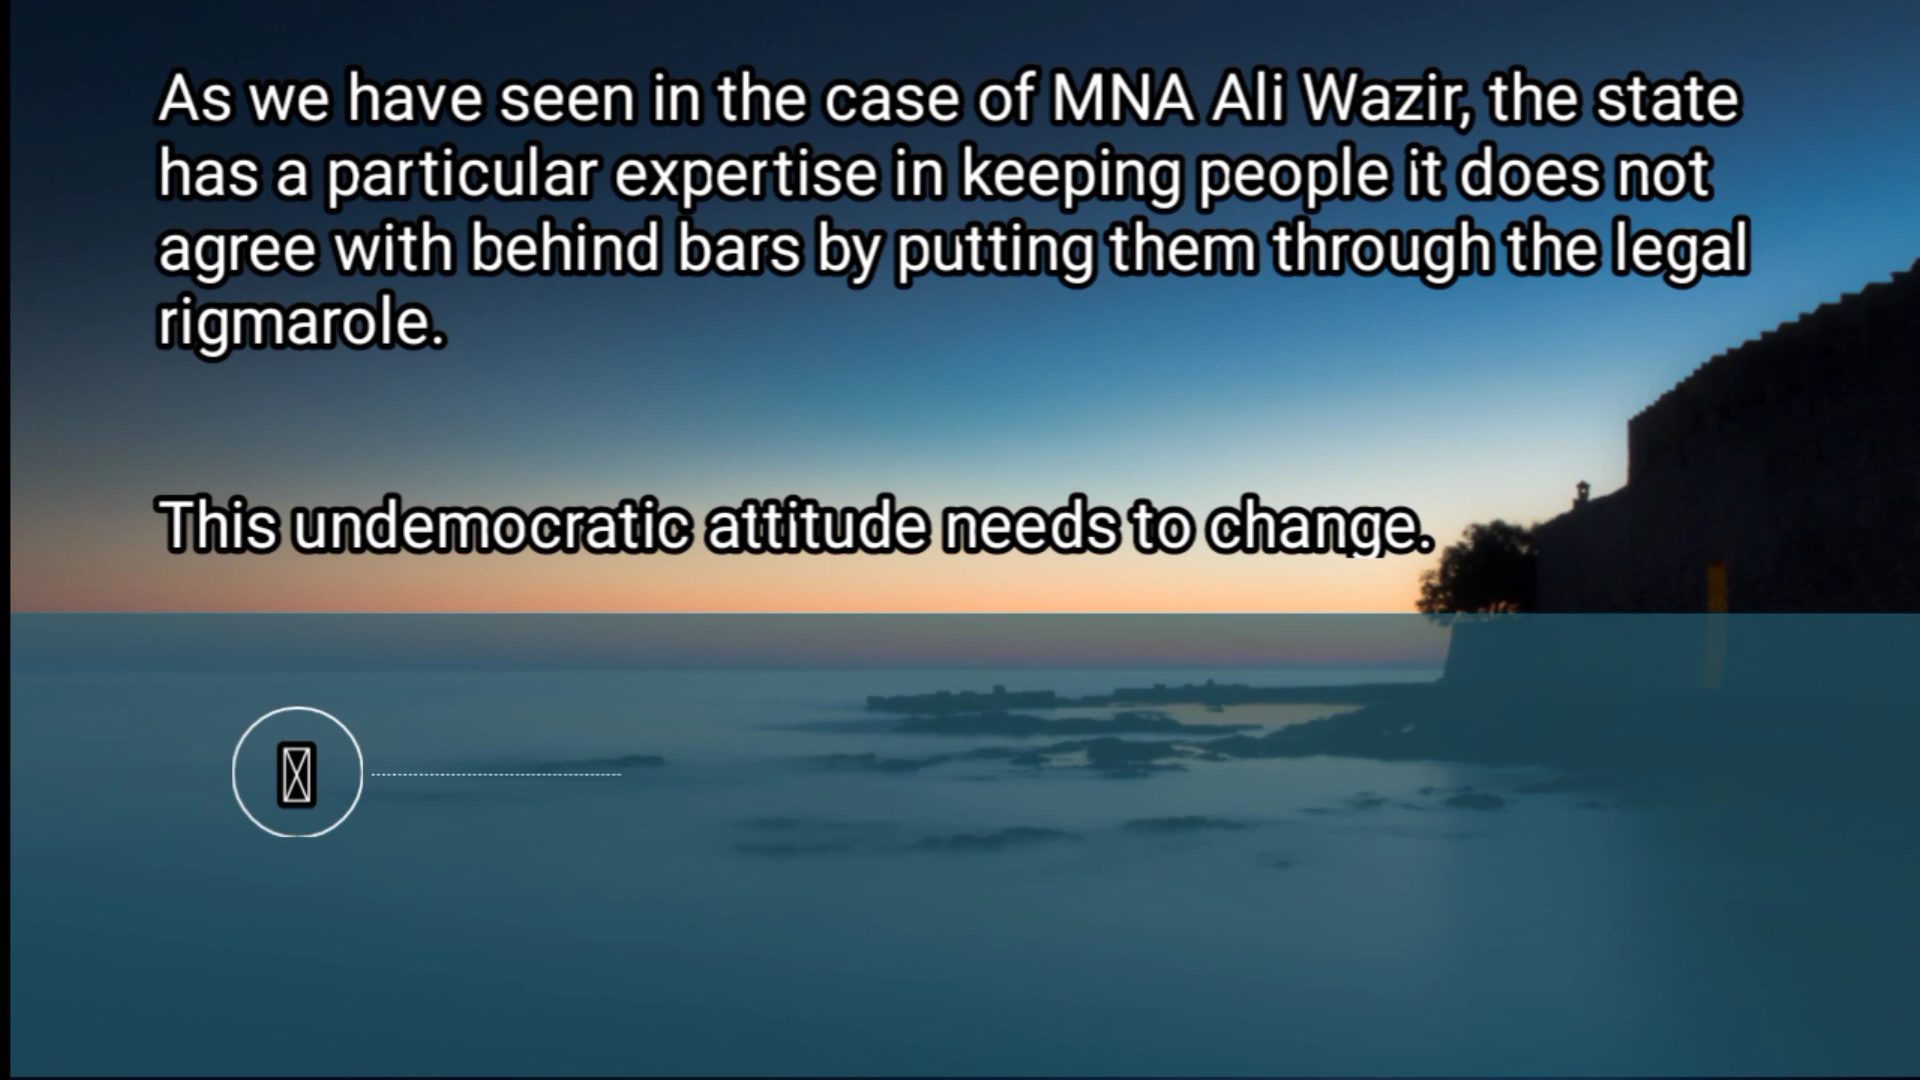 As we have seen in the case of MNA Ali Wazir, the state
has a particular expertise in keeping people it does not
agree with behind bars by putting them through the legal
rigmarole.
This undemocratic attitude needs to change.